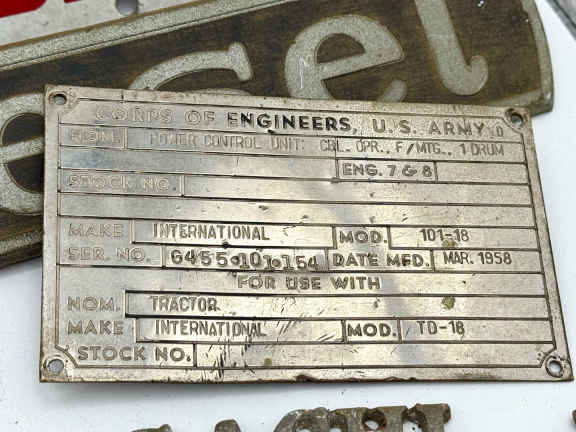 esel
CORPS OF ENGINEERS, U.S. ARMY
NOM. POWER CONTROL UNIT: CBL. OPR., F/MTG., 1 DRUM
ENG. 7 & 8
STOCK NO.
MAKE INTERNATIONAL MOD. 101-18
SER. NO. G455·101·154 DATE MFD. MAR. 1958
FOR USE WITH
NOM. TRACTOR
MAKE INTERNATIONAL MOD. TD-18
STOCK NO.